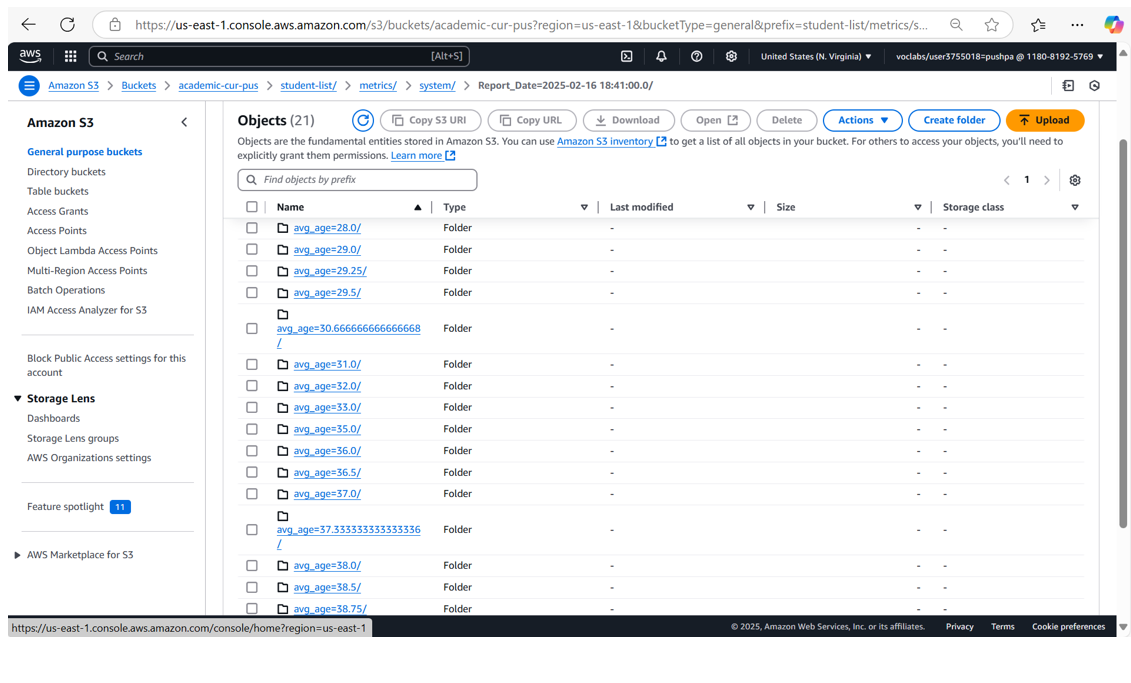 https://us-east-1.console.aws.amazon.com/s3/buckets/academic-cur-pus?region=us-east-1&bucketType=general&prefix=student-list/metrics/s...
aws
Search [Alt+S]
United States (N. Virginia) ▼
voclabs/user3755018=pushpa @ 1180-8192-5769 ▼
Amazon S3 > Buckets > academic-cur-pus > student-list/ > metrics/ > system/ > Report_Date=2025-02-16 18:41:00.0/
Amazon S3
General purpose buckets
Directory buckets
Table buckets
Access Grants
Access Points
Object Lambda Access Points
Multi-Region Access Points
Batch Operations
IAM Access Analyzer for S3
Block Public Access settings for this
account
Storage Lens
Dashboards
Storage Lens groups
AWS Organizations settings
Feature spotlight 11
AWS Marketplace for S3
Objects (21)
Copy S3 URI
Copy URL
Download
Open
Delete
Actions ▼
Create folder
Upload
Objects are the fundamental entities stored in Amazon S3. You can use Amazon S3 inventory to get a list of all objects in your bucket. For others to access your objects, you'll need to
explicitly grant them permissions. Learn more
Find objects by prefix
< 1 >
Name Type Last modified Size Storage class
avg_age=28.0/ Folder - - -
avg_age=29.0/ Folder - - -
avg_age=29.25/ Folder - - -
avg_age=29.5/ Folder - - -
avg_age=30.666666666666668 Folder - - -
/
avg_age=31.0/ Folder - - -
avg_age=32.0/ Folder - - -
avg_age=33.0/ Folder - - -
avg_age=35.0/ Folder - - -
avg_age=36.0/ Folder - - -
avg_age=36.5/ Folder - - -
avg_age=37.0/ Folder - - -
avg_age=37.333333333333336 Folder - - -
/
avg_age=38.0/ Folder - - -
avg_age=38.5/ Folder - - -
avg_age=38.75/ Folder - - -
https://us-east-1.console.aws.amazon.com/console/home?region=us-east-1
© 2025, Amazon Web Services, Inc. or its affiliates. Privacy Terms Cookie preferences